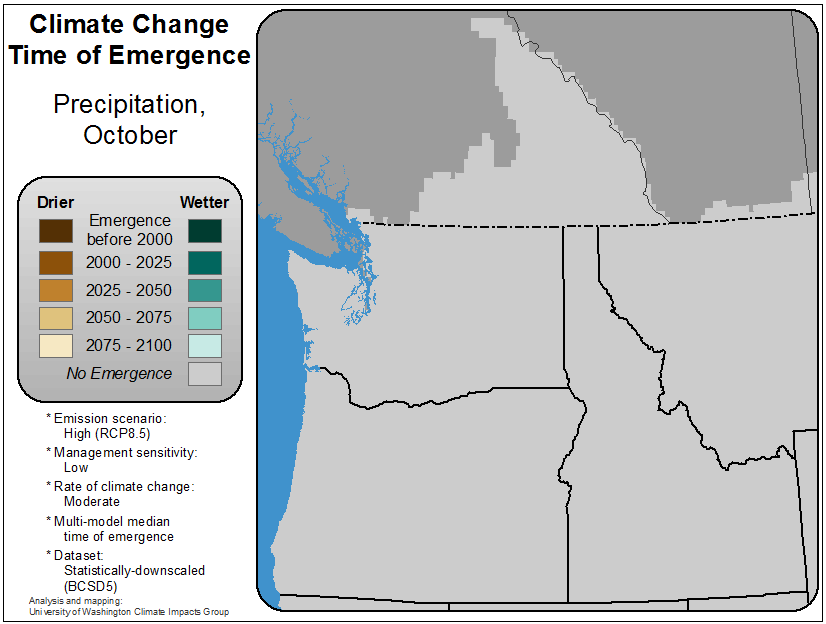 Climate Change
Time of Emergence
Precipitation,
October
Drier Wetter
Emergence
before 2000
2000 - 2025
2025 - 2050
2050 - 2075
2075 - 2100
No Emergence
* Emission scenario:
High (RCP8.5)
* Management sensitivity:
Low
* Rate of climate change:
Moderate
* Multi-model median
time of emergence
* Dataset:
Statistically-downscaled
(BCSD5)
Analysis and mapping:
University of Washington Climate Impacts Group